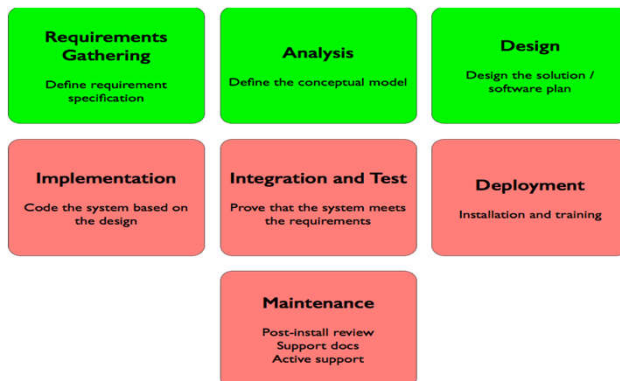 Requirements
Gathering
Define requirement
specification
Analysis
Define the conceptual model
Design
Design the solution /
software plan
Implementation
Code the system based on
the design
Integration and Test
Prove that the system meets
the requirements
Deployment
Installation and training
Maintenance
Post-install review
Support docs
Active support